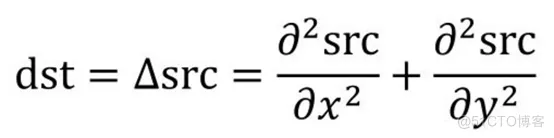 dst = Δsrc = ∂²src/∂x² + ∂²src/∂y²
@51CTO博客